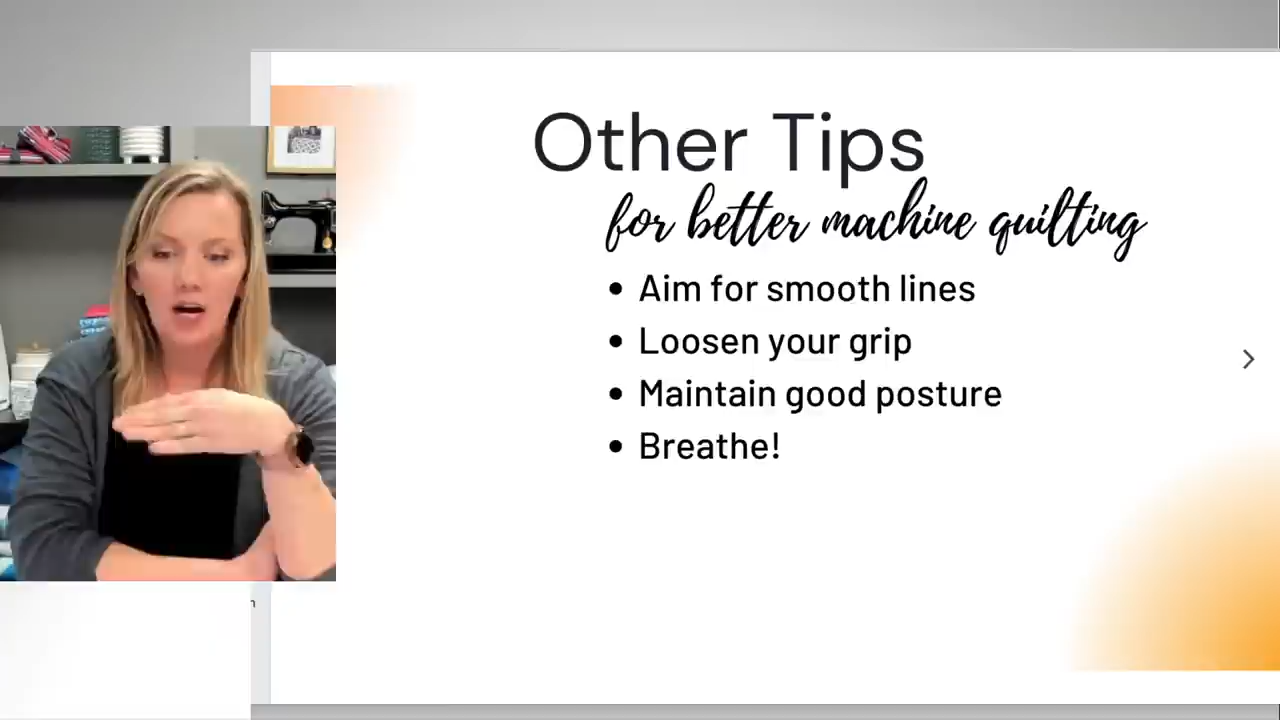 Other Tips
for better machine quilting
• Aim for smooth lines
• Loosen your grip
• Maintain good posture
• Breathe!